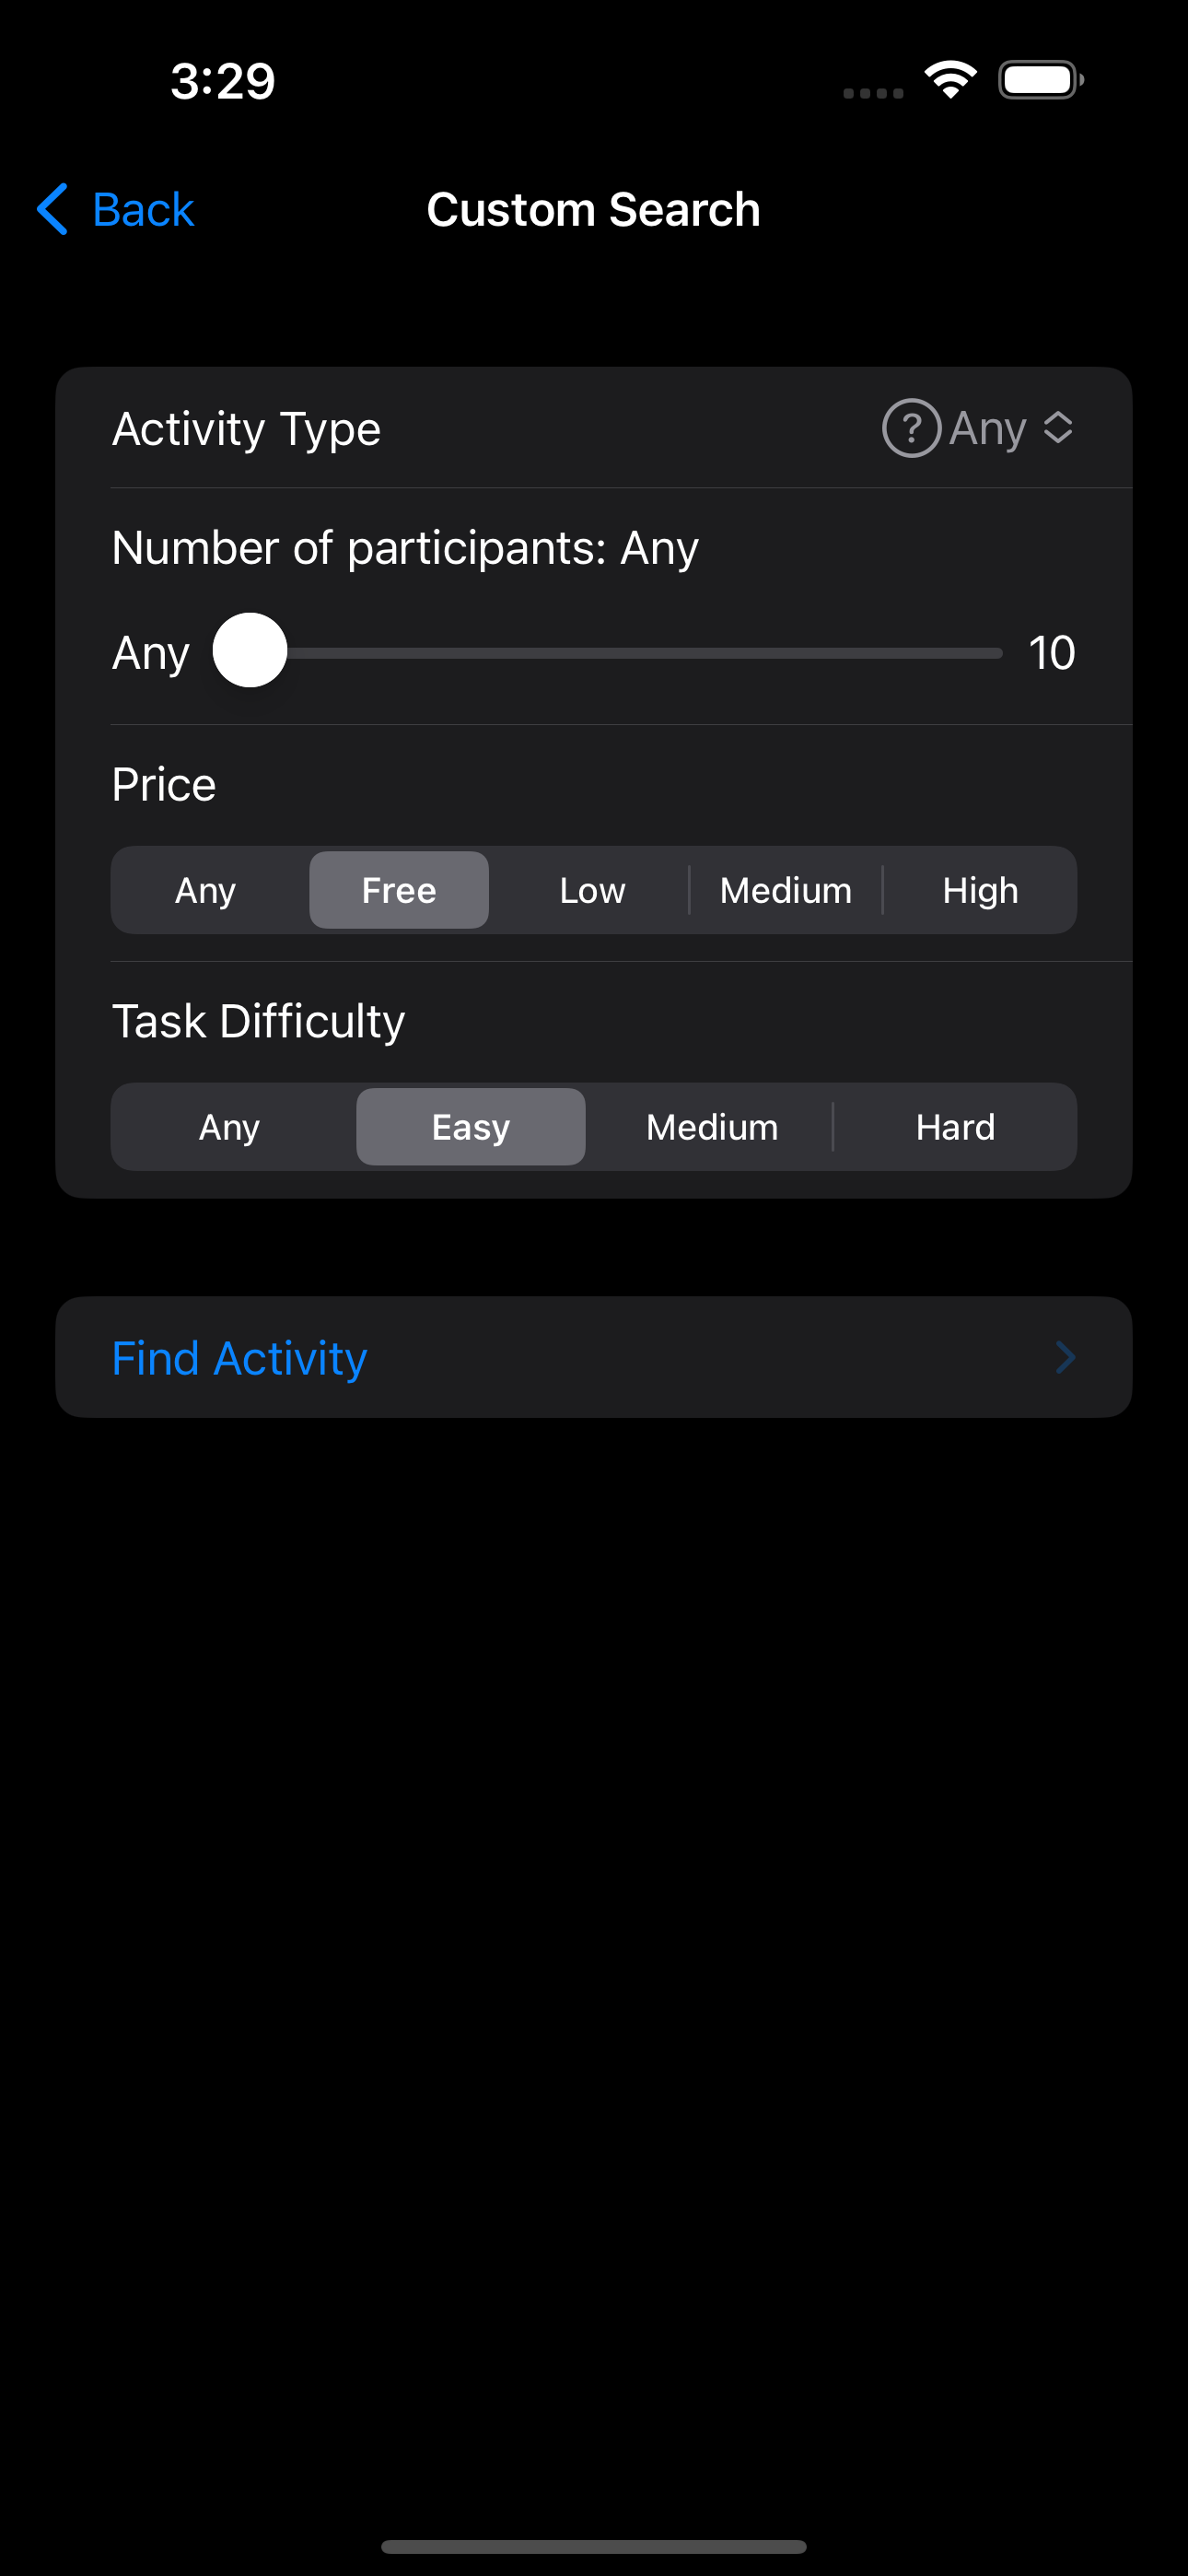 3:29
Back Custom Search
Activity Type ? Any
Number of participants: Any
Any 10
Price
Any Free Low Medium High
Task Difficulty
Any Easy Medium Hard
Find Activity